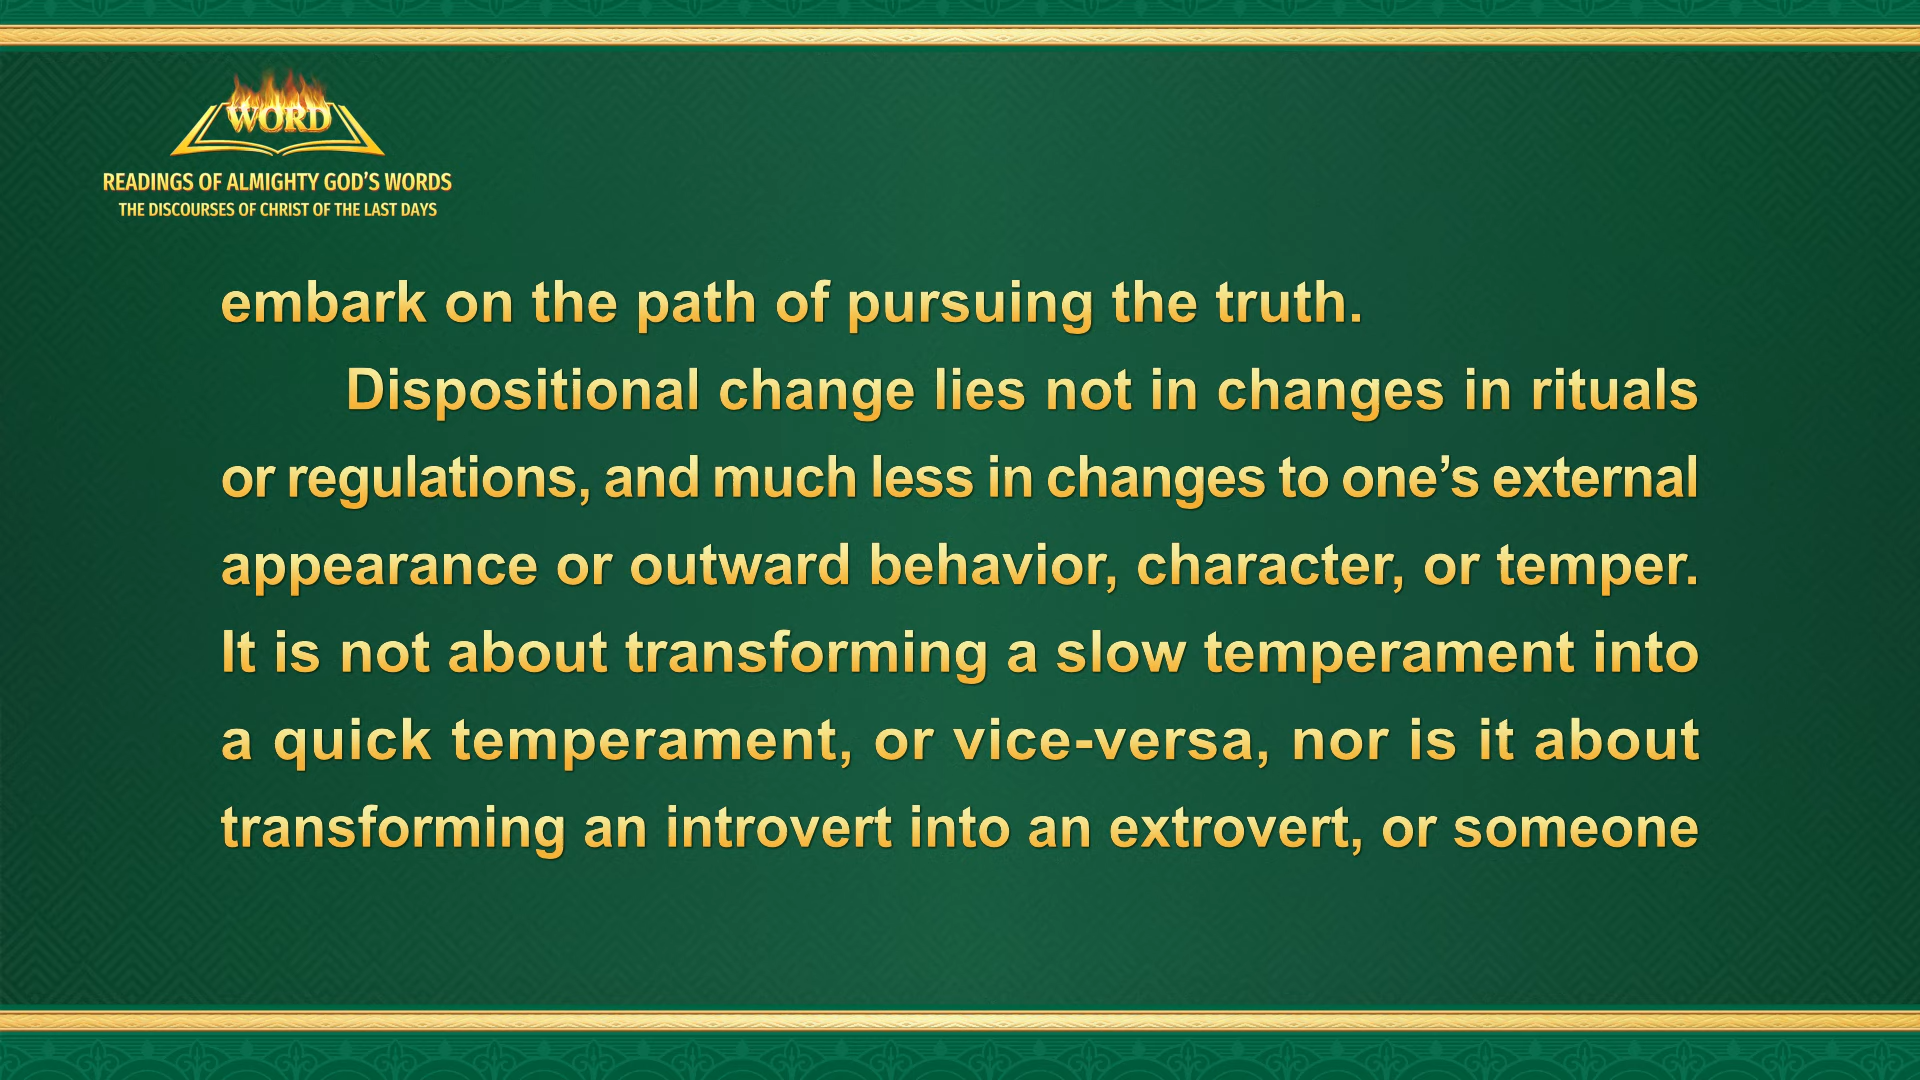 WORD
READINGS OF ALMIGHTY GOD’S WORDS
THE DISCOURSES OF CHRIST OF THE LAST DAYS
embark on the path of pursuing the truth.
Dispositional change lies not in changes in rituals
or regulations, and much less in changes to one’s external
appearance or outward behavior, character, or temper.
It is not about transforming a slow temperament into
a quick temperament, or vice-versa, nor is it about
transforming an introvert into an extrovert, or someone